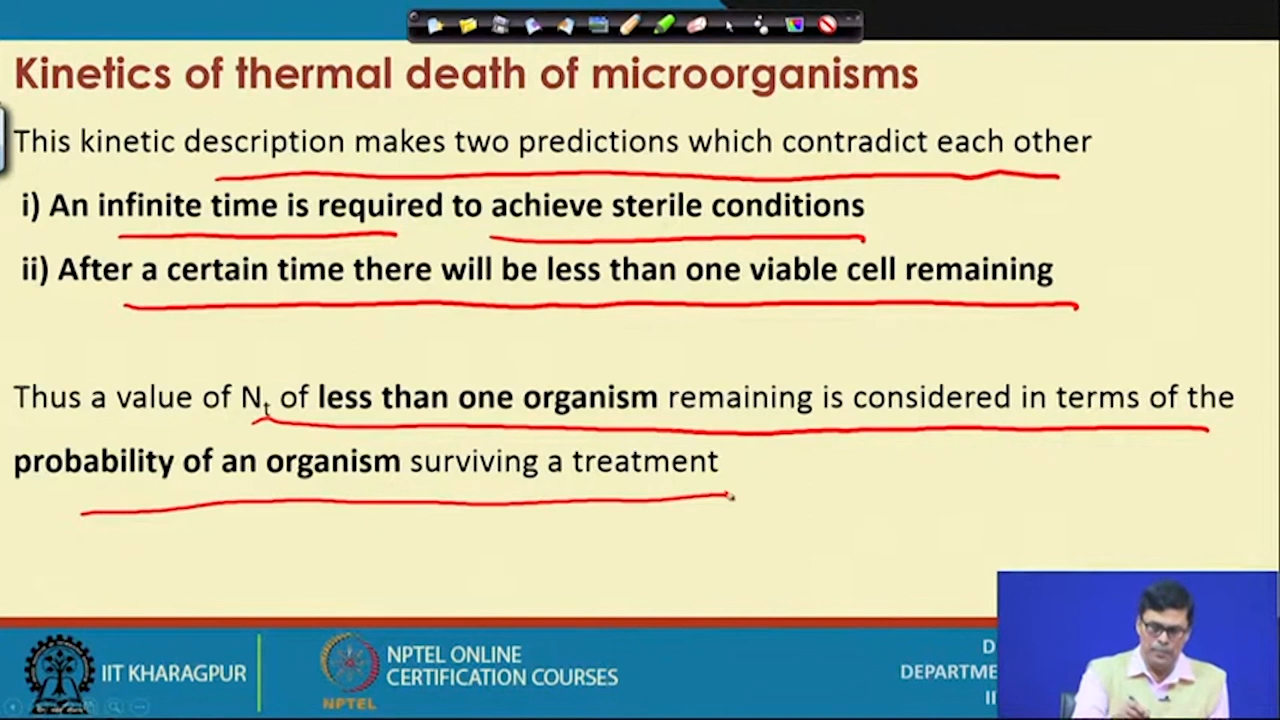 Kinetics of thermal death of microorganisms
This kinetic description makes two predictions which contradict each other
i) An infinite time is required to achieve sterile conditions
ii) After a certain time there will be less than one viable cell remaining
Thus a value of Nt of less than one organism remaining is considered in terms of the
probability of an organism surviving a treatment
IIT KHARAGPUR
NPTEL
NPTEL ONLINE
CERTIFICATION COURSES
D
DEPARTME
II